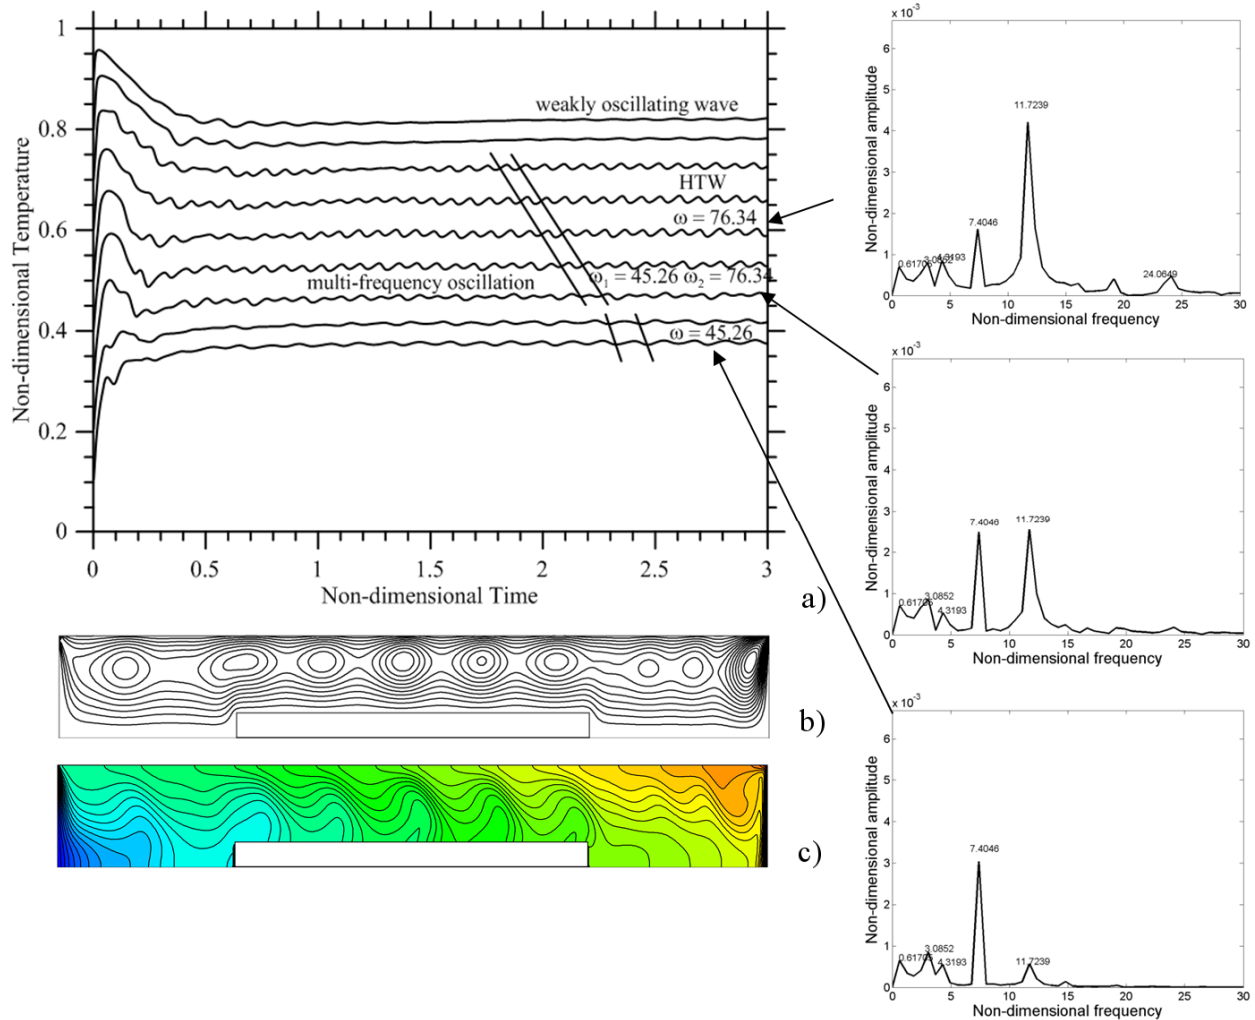 1
0.8
0.6
0.4
0.2
0
Non-dimensional Temperature
weakly oscillating wave
HTW
ω = 76.34
multi-frequency oscillation
ω1 = 45.26 ω2 = 76.34
ω = 45.26
0 0.5 1 1.5 2 2.5 3
Non-dimensional Time
a)
b)
c)
x 10-3
6
5
4
3
2
1
0
Non-dimensional amplitude
11.7239
7.4046
3.0852
4.3193
24.0649
0 5 10 15 20 25 30
Non-dimensional frequency
x 10-3
6
5
4
3
2
1
0
Non-dimensional amplitude
7.4046
11.7239
3.0852
4.3193
0 5 10 15 20 25 30
Non-dimensional frequency
x 10-3
6
5
4
3
2
1
0
Non-dimensional amplitude
7.4046
3.0852
4.3193
11.7239
0 5 10 15 20 25 30
Non-dimensional frequency